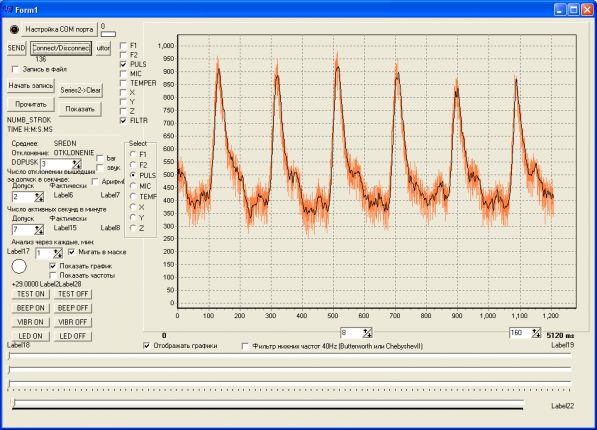 Form1
Настройка COM порта
0
SEND Connect/Disconnec uttor
136
Запись в Файл
Начать запись Series2->Clear
Прочитать Показать
NUMB_STROK
TIME H:M:S.MS
F1
F2
PULS
MIC
TEMPER
X
Y
Z
FILTR
Среднее: SREDN
Отклонение: OTKLONENIE
DOPUSK 3 bar
звук
Число отклонений вышедших
за допуск в секунде:
Допуск Фактически
2 Label6 Label7
Число активных секунд в минуте
Допуск Фактически
7 Label15 Label8
Анализ через каждые, мин:
Label17 1 Мигать в маске
Показать график
Показать частоты
+29.0000 Label2Label28
TEST ON TEST OFF
BEEP ON BEEP OFF
VIBR ON VIBR OFF
LED ON LED OFF
Select
F1
F2
PULS
MIC
TEMF
X
Y
Z
1,000
950
900
850
800
750
700
650
600
550
500
450
400
350
300
250
200
150
100
50
0
0 100 200 300 400 500 600 700 800 900 1,000 1,100 1,200
0 8 160 5120 ms
Label18 Отображать графики Фильтр нижних частот 40Hz (Butterworth или ChebyshevII) Label19
Label22